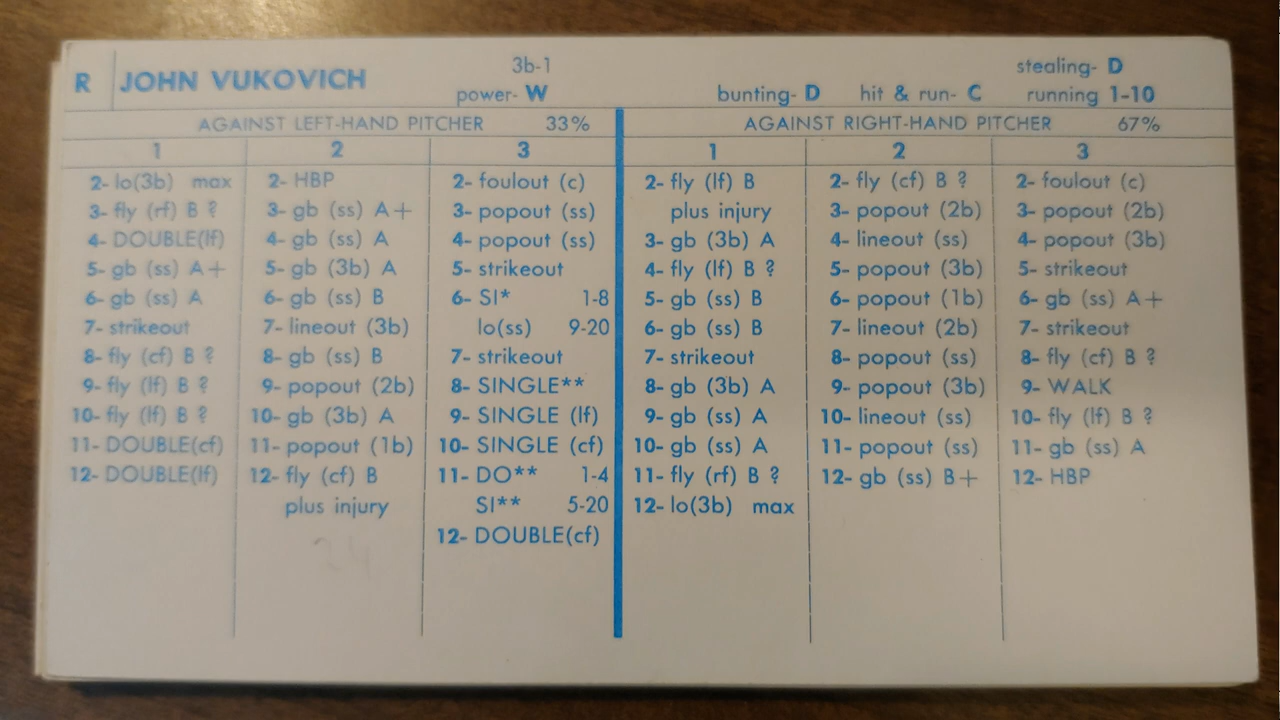 R JOHN VUKOVICH 3b-1 power- W bunting- D hit & run- C stealing- D running 1-10
AGAINST LEFT-HAND PITCHER 33%
1
2- lo(3b) max
3- fly (rf) B ?
4- DOUBLE(lf)
5- gb (ss) A+
6- gb (ss) A
7- strikeout
8- fly (cf) B ?
9- fly (lf) B ?
10- fly (lf) B ?
11- DOUBLE(cf)
12- DOUBLE(lf)
2
2- HBP
3- gb (ss) A+
4- gb (ss) A
5- gb (3b) A
6- gb (ss) B
7- lineout (3b)
8- gb (ss) B
9- popout (2b)
10- gb (3b) A
11- popout (1b)
12- fly (cf) B
plus injury
24
3
2- foulout (c)
3- popout (ss)
4- popout (ss)
5- strikeout
6- SI* 1-8
lo(ss) 9-20
7- strikeout
8- SINGLE**
9- SINGLE (lf)
10- SINGLE (cf)
11- DO** 1-4
SI** 5-20
12- DOUBLE(cf)
AGAINST RIGHT-HAND PITCHER 67%
1
2- fly (lf) B
plus injury
3- gb (3b) A
4- fly (lf) B ?
5- gb (ss) B
6- gb (ss) B
7- strikeout
8- gb (3b) A
9- gb (ss) A
10- gb (ss) A
11- fly (rf) B ?
12- lo(3b) max
2
2- fly (cf) B ?
3- popout (2b)
4- lineout (ss)
5- popout (3b)
6- popout (1b)
7- lineout (2b)
8- popout (ss)
9- popout (3b)
10- lineout (ss)
11- popout (ss)
12- gb (ss) B+
3
2- foulout (c)
3- popout (2b)
4- popout (3b)
5- strikeout
6- gb (ss) A+
7- strikeout
8- fly (cf) B ?
9- WALK
10- fly (lf) B ?
11- gb (ss) A
12- HBP